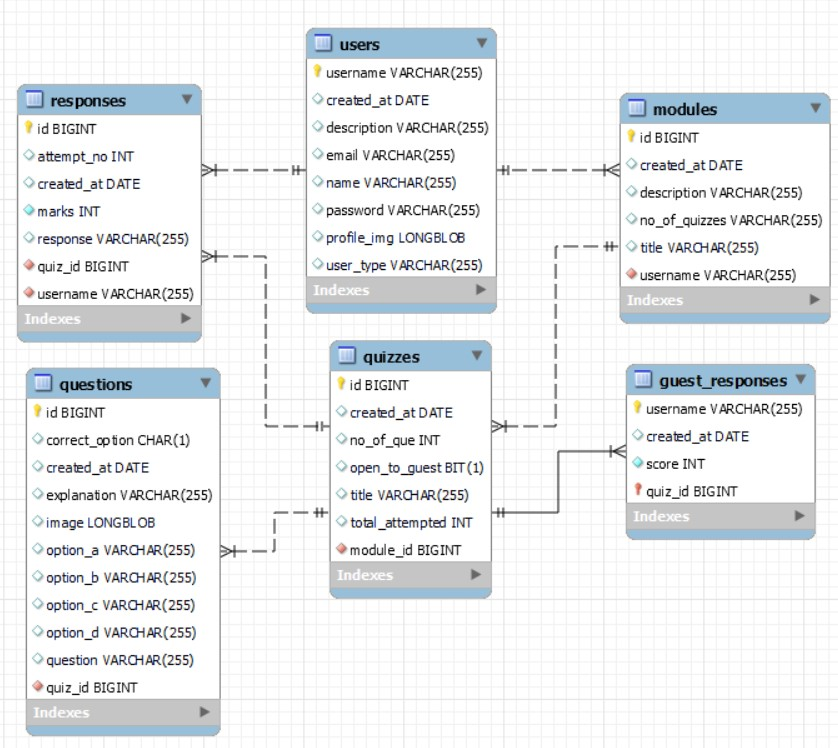 users
username VARCHAR(255)
created_at DATE
description VARCHAR(255)
email VARCHAR(255)
name VARCHAR(255)
password VARCHAR(255)
profile_img LONGBLOB
user_type VARCHAR(255)
Indexes
responses
id BIGINT
attempt_no INT
created_at DATE
marks INT
response VARCHAR(255)
quiz_id BIGINT
username VARCHAR(255)
Indexes
modules
id BIGINT
created_at DATE
description VARCHAR(255)
no_of_quizzes VARCHAR(255)
title VARCHAR(255)
username VARCHAR(255)
Indexes
questions
id BIGINT
correct_option CHAR(1)
created_at DATE
explanation VARCHAR(255)
image LONGBLOB
option_a VARCHAR(255)
option_b VARCHAR(255)
option_c VARCHAR(255)
option_d VARCHAR(255)
question VARCHAR(255)
quiz_id BIGINT
Indexes
quizzes
id BIGINT
created_at DATE
no_of_que INT
open_to_guest BIT(1)
title VARCHAR(255)
total_attempted INT
module_id BIGINT
Indexes
guest_responses
username VARCHAR(255)
created_at DATE
score INT
quiz_id BIGINT
Indexes